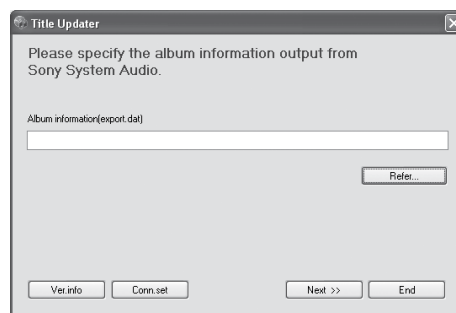 Title Updater
Please specify the album information output from
Sony System Audio.
Album information(export.dat)
Refer...
Ver.info
Conn.set
Next >>
End